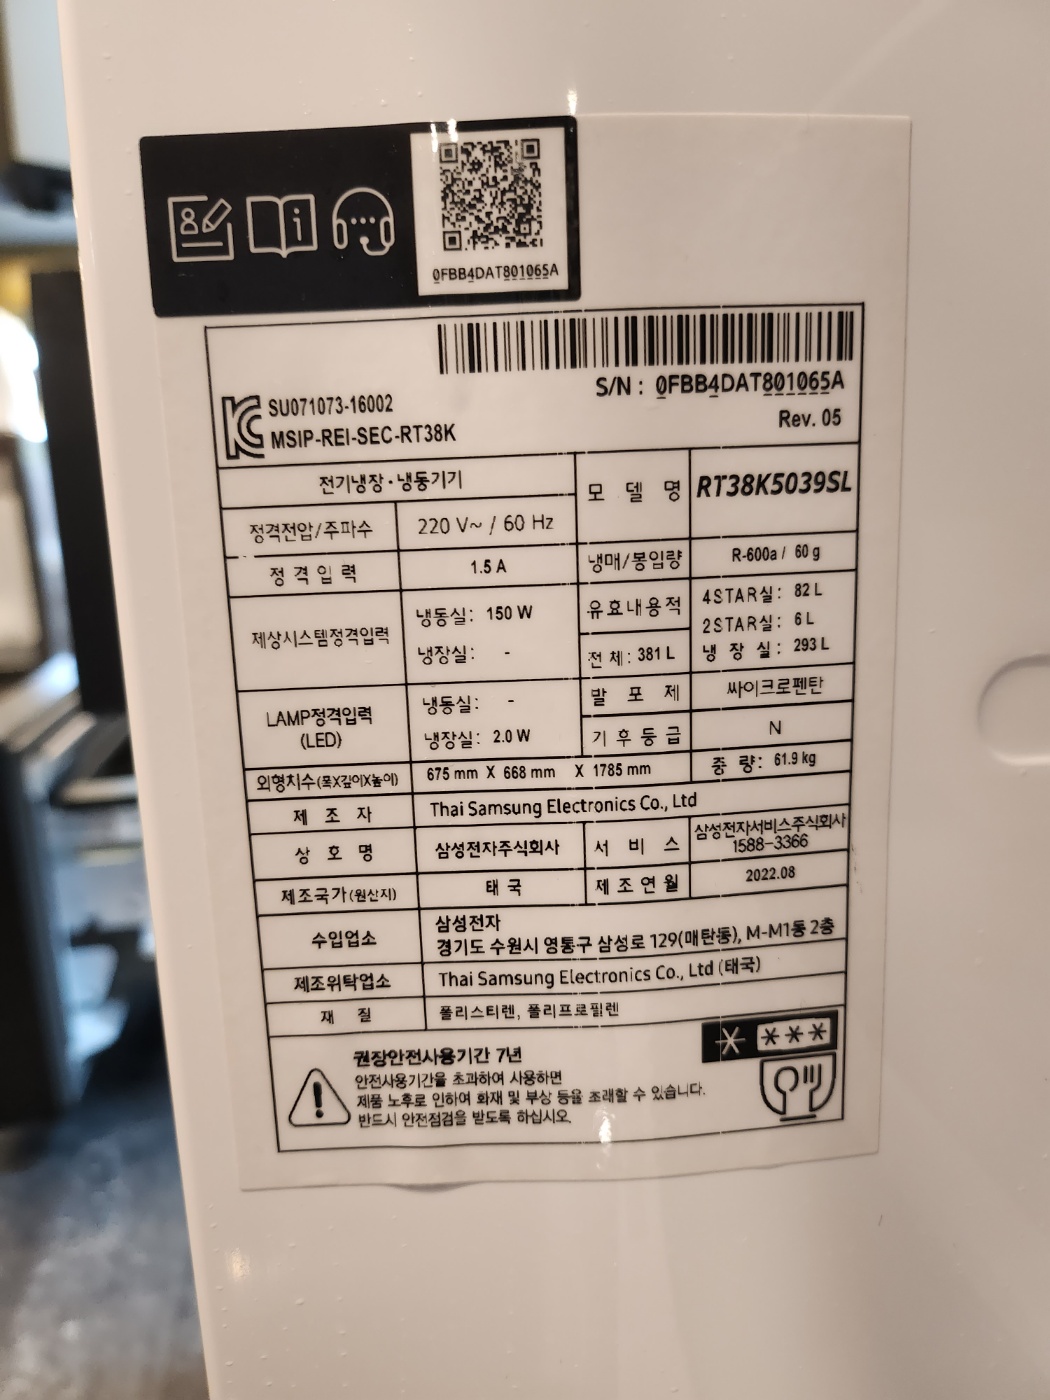 0FBB4DAT801065A
S/N : 0FBB4DAT801065A
SU071073-16002
MSIP-REI-SEC-RT38K
Rev. 05
전기냉장·냉동기기
모 델 명 RT38K5039SL
정격전압/주파수 220 V~ / 60 Hz
정 격 입 력 1.5 A
냉매/봉입량 R-600a / 60 g
제상시스템정격입력 냉동실: 150 W
냉장실: -
유효내용적 4STAR실: 82 L
2STAR실: 6 L
전 체: 381 L 냉 장 실: 293 L
LAMP정격입력
(LED)
냉동실: -
냉장실: 2.0 W
발 포 제 싸이크로펜탄
기 후 등 급 N
외형치수(폭X깊이X높이) 675 mm X 668 mm X 1785 mm 중 량: 61.9 kg
제 조 자 Thai Samsung Electronics Co., Ltd
상 호 명 삼성전자주식회사 서 비 스 삼성전자서비스주식회사
1588-3366
제조국가(원산지) 태 국 제 조 연 월 2022.08
수입업소 삼성전자
경기도 수원시 영통구 삼성로 129(매탄동), M-M1동 2층
제조위탁업소 Thai Samsung Electronics Co., Ltd (태국)
재 질 폴리스티렌, 폴리프로필렌
권장안전사용기간 7년
안전사용기간을 초과하여 사용하면
제품 노후로 인하여 화재 및 부상 등을 초래할 수 있습니다.
반드시 안전점검을 받도록 하십시오.